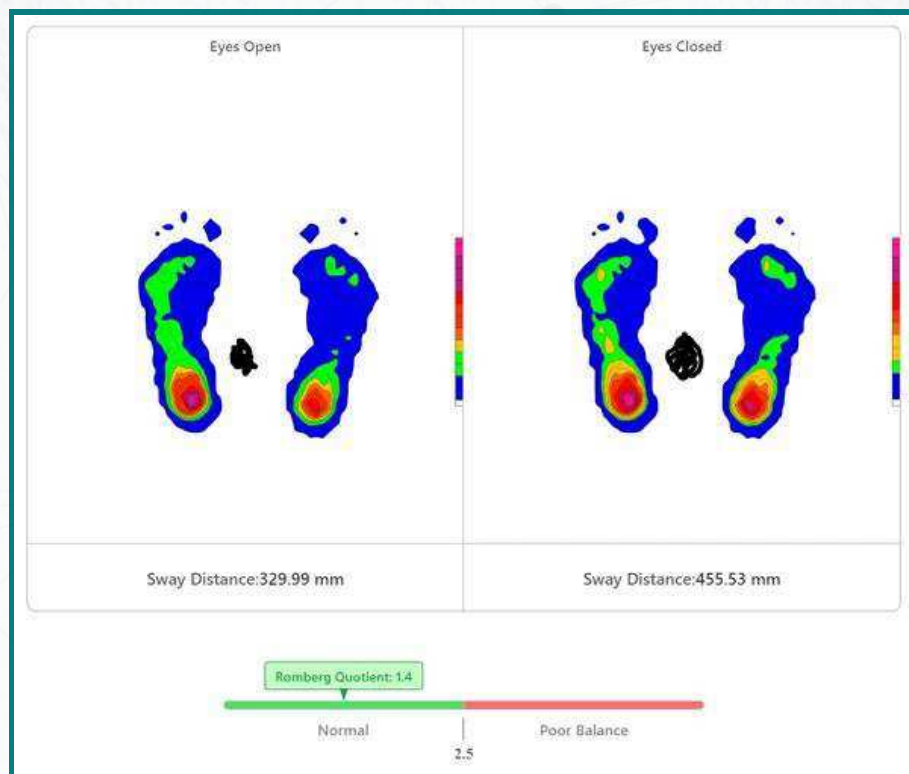 Eyes Open
Eyes Closed
Sway Distance:329.99 mm
Sway Distance:455.53 mm
Romberg Quotient: 1.4
Normal
Poor Balance
2.5